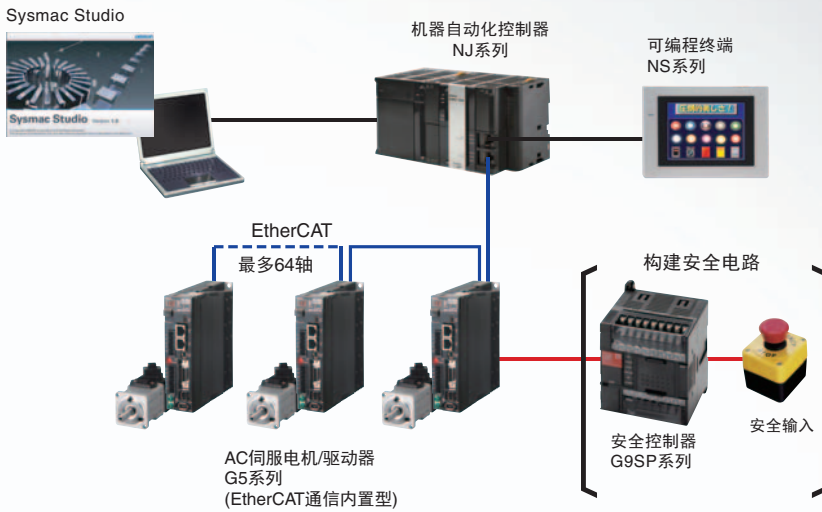 Sysmac Studio
机器自动化控制器
NJ系列
可编程终端
NS系列
Sysmac Studio
EtherCAT
最多64轴
构建安全电路
AC伺服电机/驱动器
G5系列
(EtherCAT通信内置型)
安全控制器
G9SP系列
安全输入